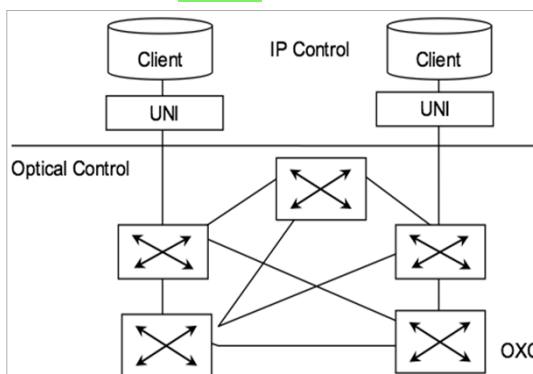 Client
IP Control
Client
UNI
UNI
Optical Control
OXC